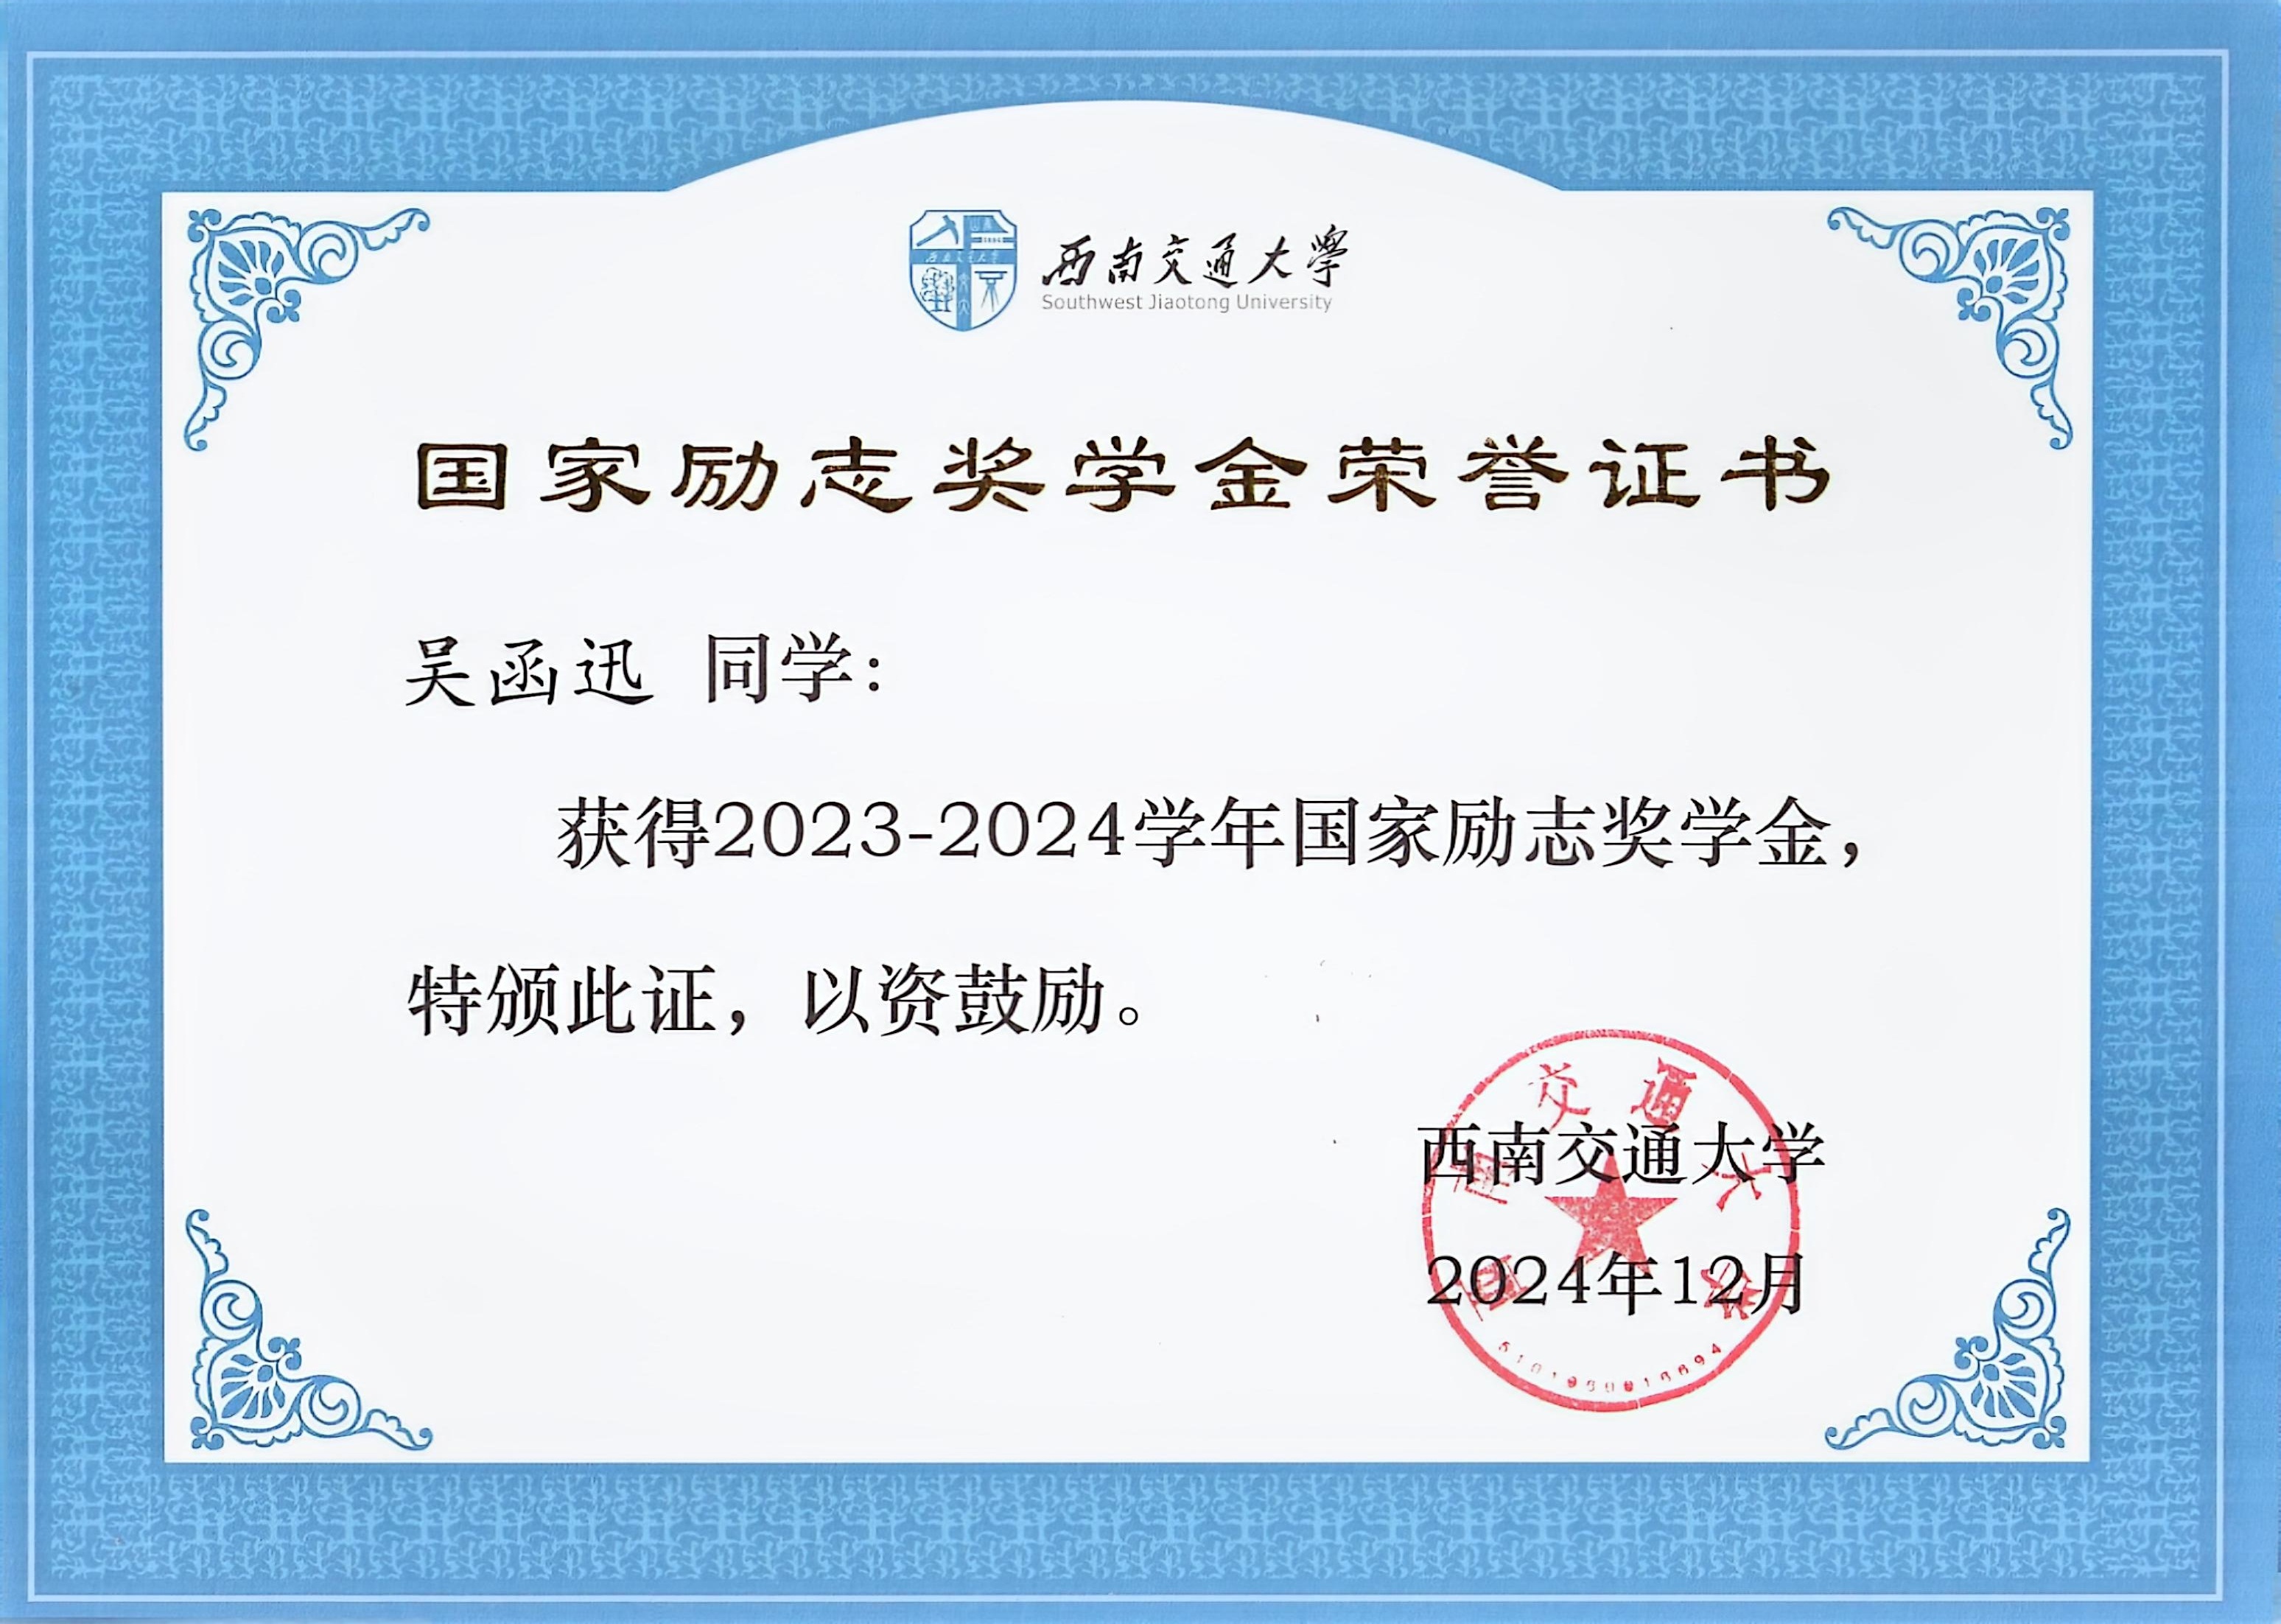 西南交通大學
Southwest Jiaotong University
国家励志奖学金荣誉证书
吴函迅 同学：
获得2023-2024学年国家励志奖学金，
特颁此证，以资鼓励。
西南交通大学
2024年12月
西南交通大学